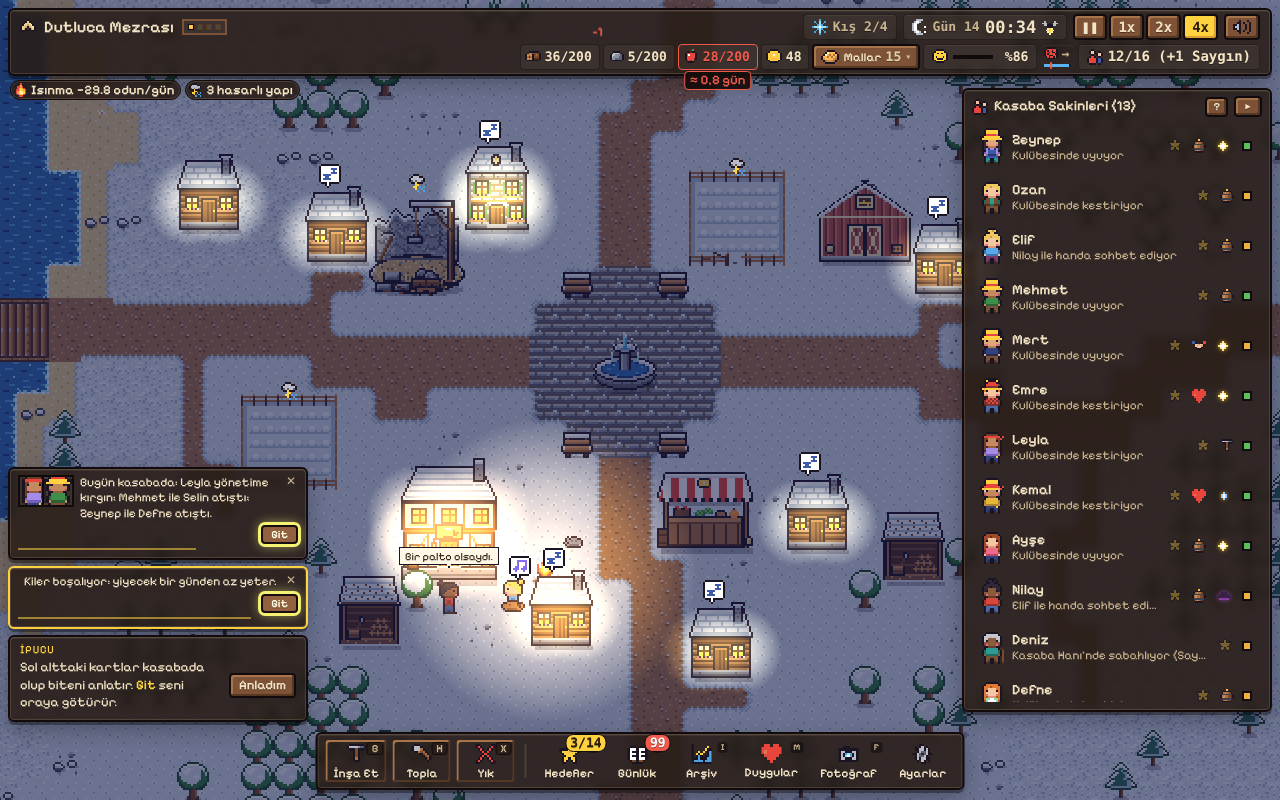 Dutluca Mezrası
Kış 2/4
Gün 14 00:34
1x
2x
4x
-1
36/200
5/200
28/200
48
Mallar 15
%86
12/16 (+1 Saygın)
≈ 0.8 gün
Isınma -29.8 odun/gün
3 hasarlı yapı
Kasaba Sakinleri (13)
?
Zeynep
Kulübesinde uyuyor
Ozan
Kulübesinde kestiriyor
Elif
Nilay ile handa sohbet ediyor
Mehmet
Kulübesinde uyuyor
Mert
Kulübesinde uyuyor
Emre
Kulübesinde kestiriyor
Leyla
Kulübesinde kestiriyor
Kemal
Kulübesinde kestiriyor
Ayşe
Kulübesinde uyuyor
Nilay
Elif ile handa sohbet edi...
Deniz
Kasaba Hanı'nde sabahlıyor (Say...
Defne
Bugün kasabada: Leyla yönetime
kırgın; Mehmet ile Selin atıştı;
Zeynep ile Defne atıştı.
Git
Kiler boşalıyor: yiyecek bir günden az yeter.
Git
İPUCU
Sol alttaki kartlar kasabada
olup biteni anlatır. Git seni
oraya götürür.
Anladım
Bir palto olsaydı.
İnşa Et
B
Topla
H
Yık
X
3/14
Hedefler
99
Günlük
Arşiv
I
Duygular
M
Fotoğraf
F
Ayarlar